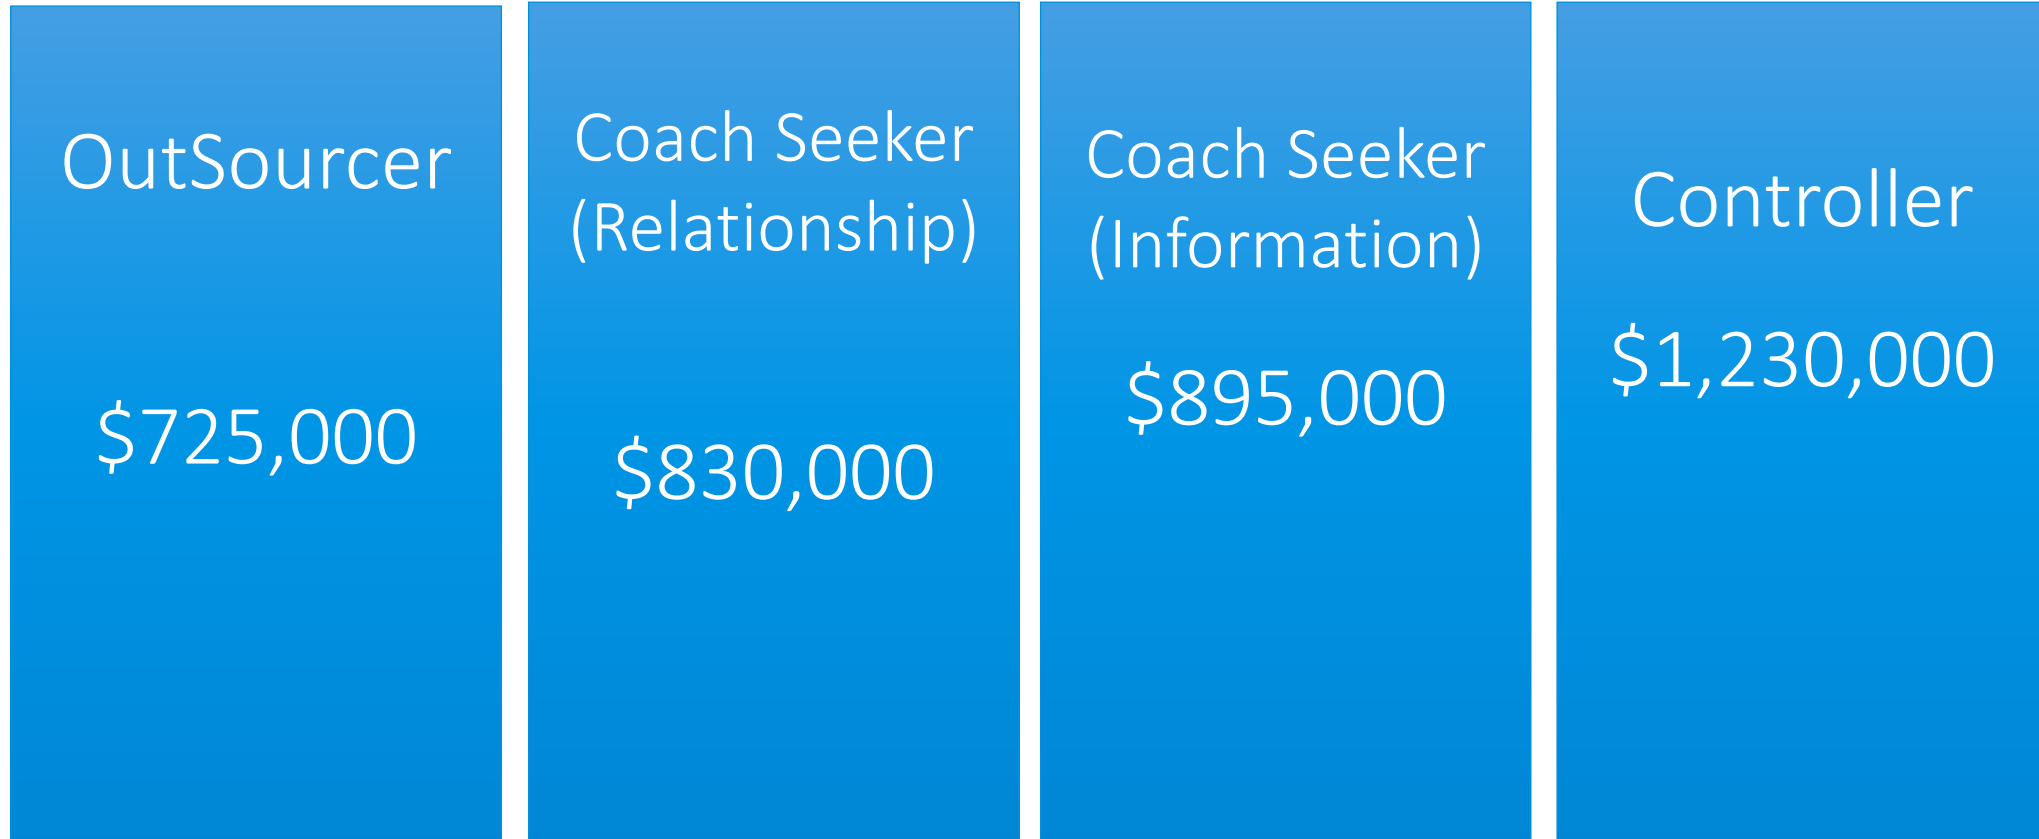 OutSourcer
$725,000
Coach Seeker
(Relationship)
$830,000
Coach Seeker
(Information)
$895,000
Controller
$1,230,000